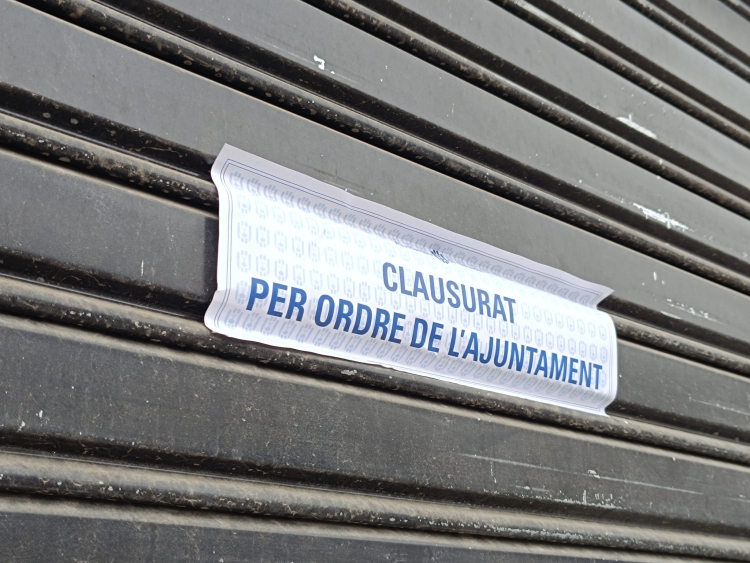 CLAUSURAT
PER ORDRE DE L'AJUNTAMENT